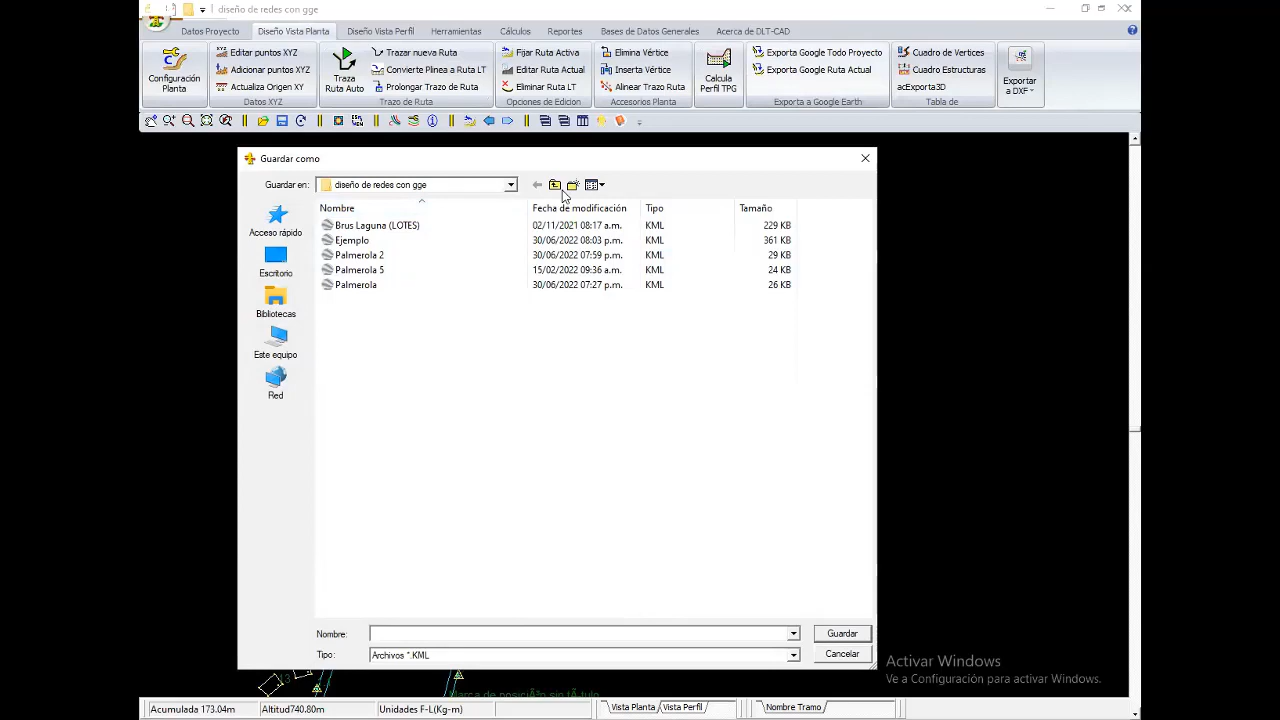 diseño de redes con gge
Datos Proyecto Diseño Vista Planta Diseño Vista Perfil Herramientas Cálculos Reportes Bases de Datos Generales Acerca de DLT-CAD
Configuración Planta
Editar puntos XYZ
Adicionar puntos XYZ
Actualiza Origen XY
Datos XYZ
Traza Ruta Auto
Trazar nueva Ruta
Convierte Plinea a Ruta LT
Prolongar Trazo de Ruta
Trazo de Ruta
Fijar Ruta Activa
Editar Ruta Actual
Eliminar Ruta LT
Opciones de Edicion
Elimina Vértice
Inserta Vértice
Alinear Trazo Ruta
Accesorios Planta
Calcula Perfil TPG
Exporta Google Todo Proyecto
Exporta Google Ruta Actual
Exporta a Google Earth
Cuadro de Vertices
Cuadro Estructuras
acExporta3D
Tabla de
Exportar a DXF
Guardar como
Guardar en: diseño de redes con gge
Nombre Fecha de modificación Tipo Tamaño
Brus Laguna (LOTES) 02/11/2021 08:17 a.m. KML 229 KB
Ejemplo 30/06/2022 08:03 p.m. KML 361 KB
Palmerola 2 30/06/2022 07:59 p.m. KML 29 KB
Palmerola 5 15/02/2022 09:36 a.m. KML 24 KB
Palmerola 30/06/2022 07:27 p.m. KML 26 KB
Acceso rápido
Escritorio
Bibliotecas
Este equipo
Red
Nombre: Guardar
Tipo: Archivos *.KML Cancelar
Activar Windows
Ve a Configuración para activar Windows.
13
Marca de posiciÃ³n sin tÃ­tulo
Acumulada 173.04m Altitud740.80m Unidades F-L(Kg-m) Vista Planta Vista Perfil Nombre Tramo